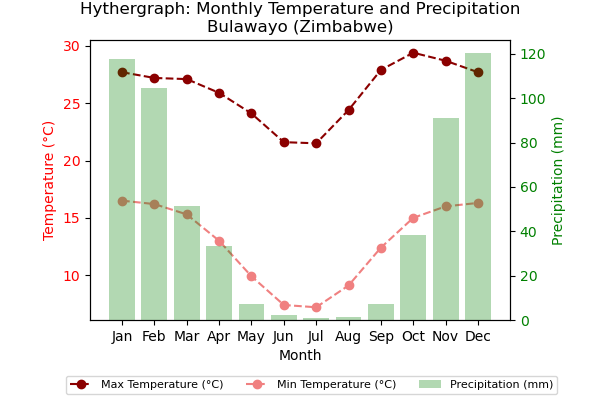 Hythergraph: Monthly Temperature and Precipitation
Bulawayo (Zimbabwe)
30
25
20
15
10
Temperature (°C)
120
100
80
60
40
20
0
Precipitation (mm)
Jan Feb Mar Apr May Jun Jul Aug Sep Oct Nov Dec
Month
Max Temperature (°C) Min Temperature (°C) Precipitation (mm)